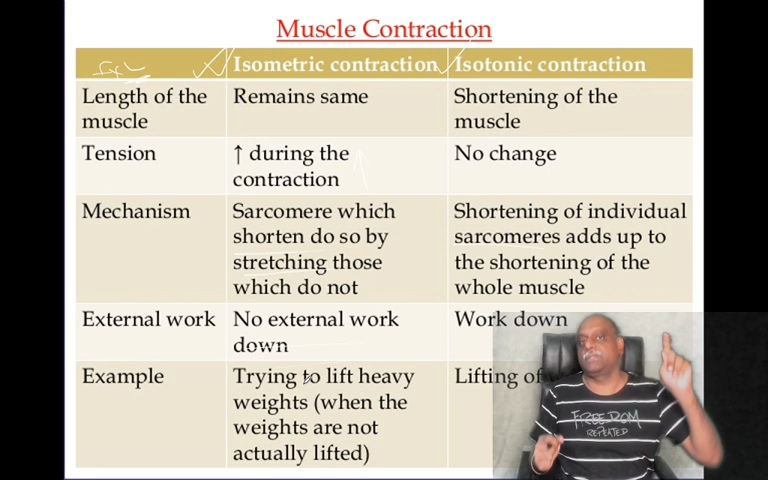 Muscle Contraction
Isometric contraction
Isotonic contraction
Length of the
muscle
Remains same
Shortening of the
muscle
Tension
↑ during the
contraction
No change
Mechanism
Sarcomere which
shorten do so by
stretching those
which do not
Shortening of individual
sarcomeres adds up to
the shortening of the
whole muscle
External work
No external work
down
Work down
Example
Trying to lift heavy
weights (when the
weights are not
actually lifted)
Lifting of
REPEATED